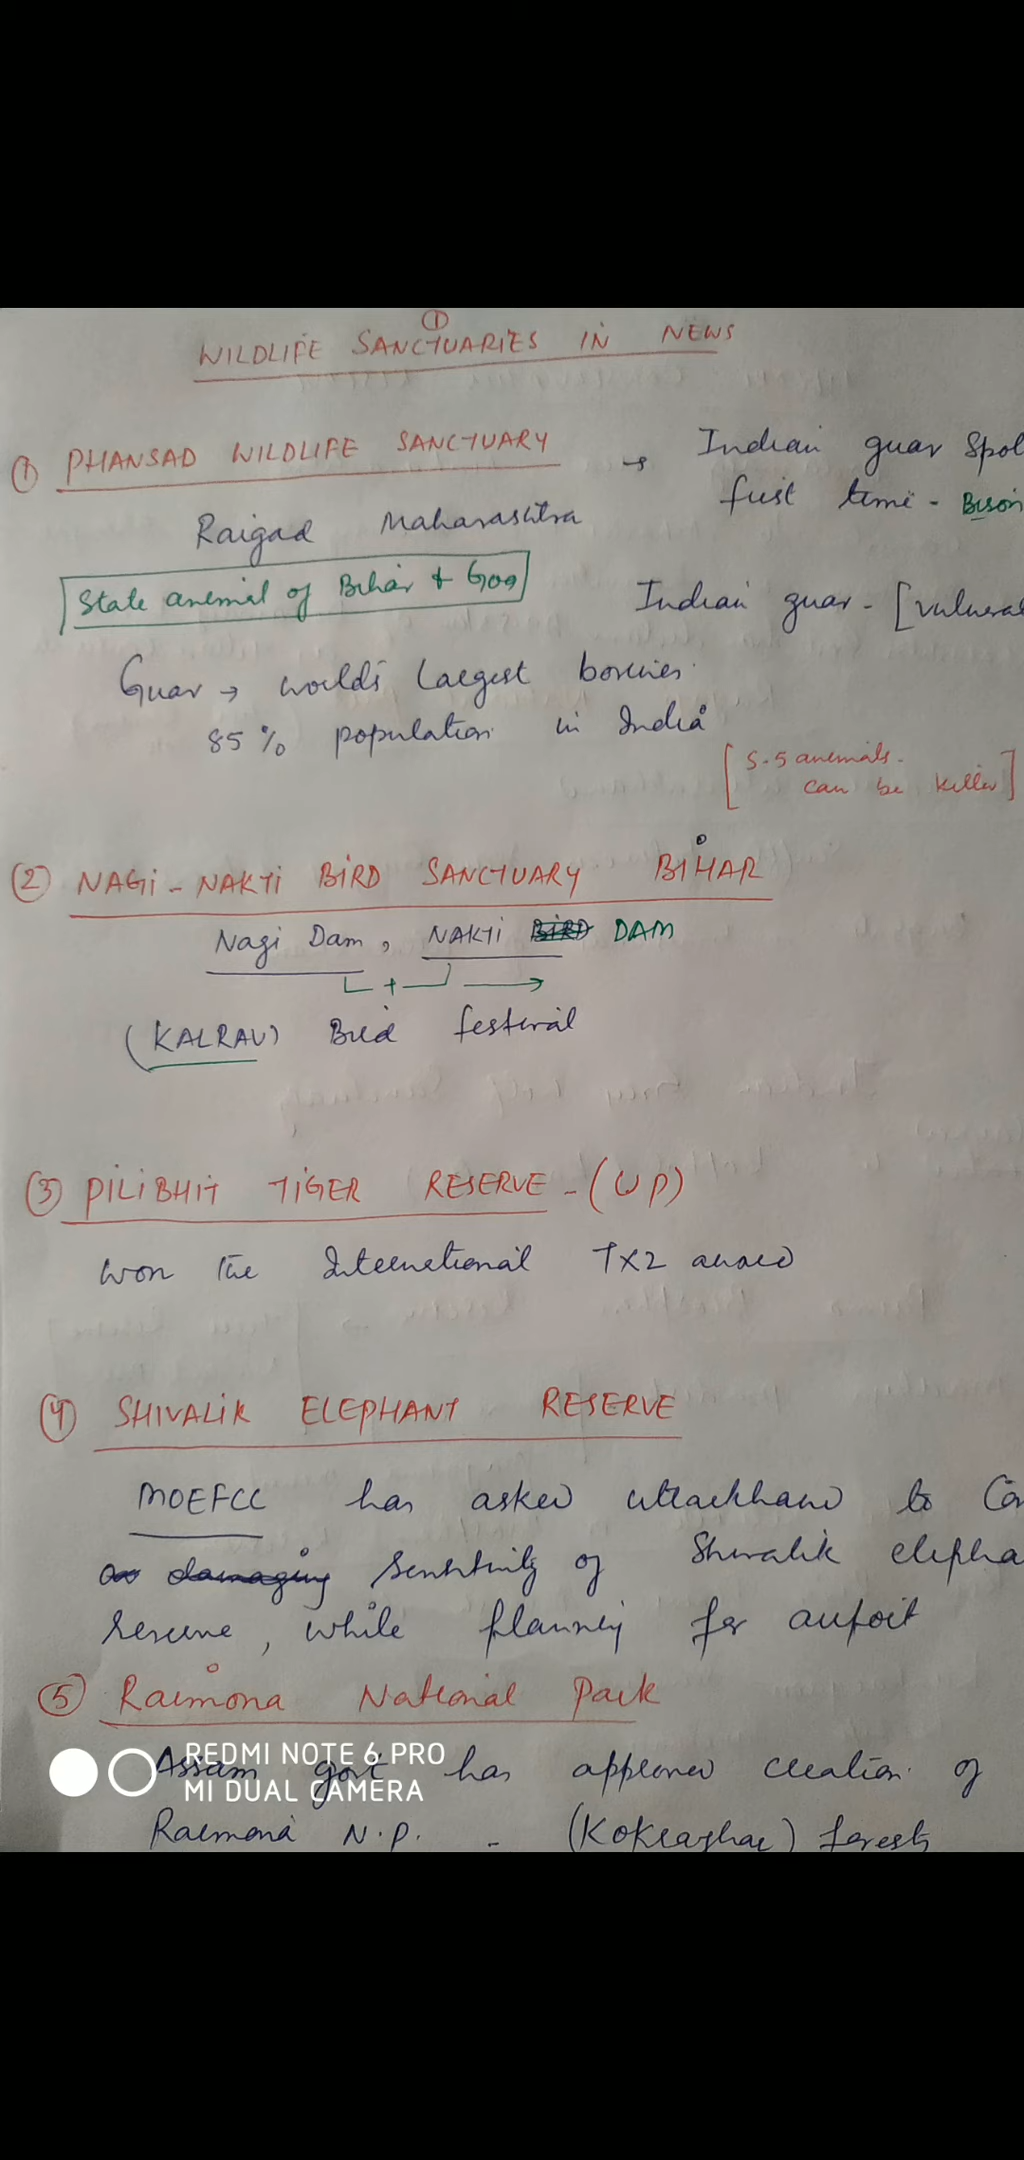 ①
WILDLIFE SANCTUARIES IN NEWS
① PHANSAD WILDLIFE SANCTUARY → Indian guar Spot
first time - Bison
Raigad Maharashtra
State animal of Bihar & Goa
Indian guar - [vulnera
Guar → world's Largest bovines
85% population in India
[S-5 animals.
can be killed]
② NAGI-NAKTI BIRD SANCTUARY BIHAR
Nagi Dam, NAKTI BIRD DAM
+ →
(KALRAV) Bird festival
③ PILIBHIT TIGER RESERVE - (UP)
won the International TX2 award
④ SHIVALIK ELEPHANT RESERVE
MOEFCC has asked uttrakhand to Con
damaging Sensitivity of Shivalik elepha
reserve, while planning for airport
⑤ Raimona National Park
Assam govt has approved creation of
Raimona N.P. - (Kokrajhar) forests
REDMI NOTE 6 PRO
MI DUAL CAMERA